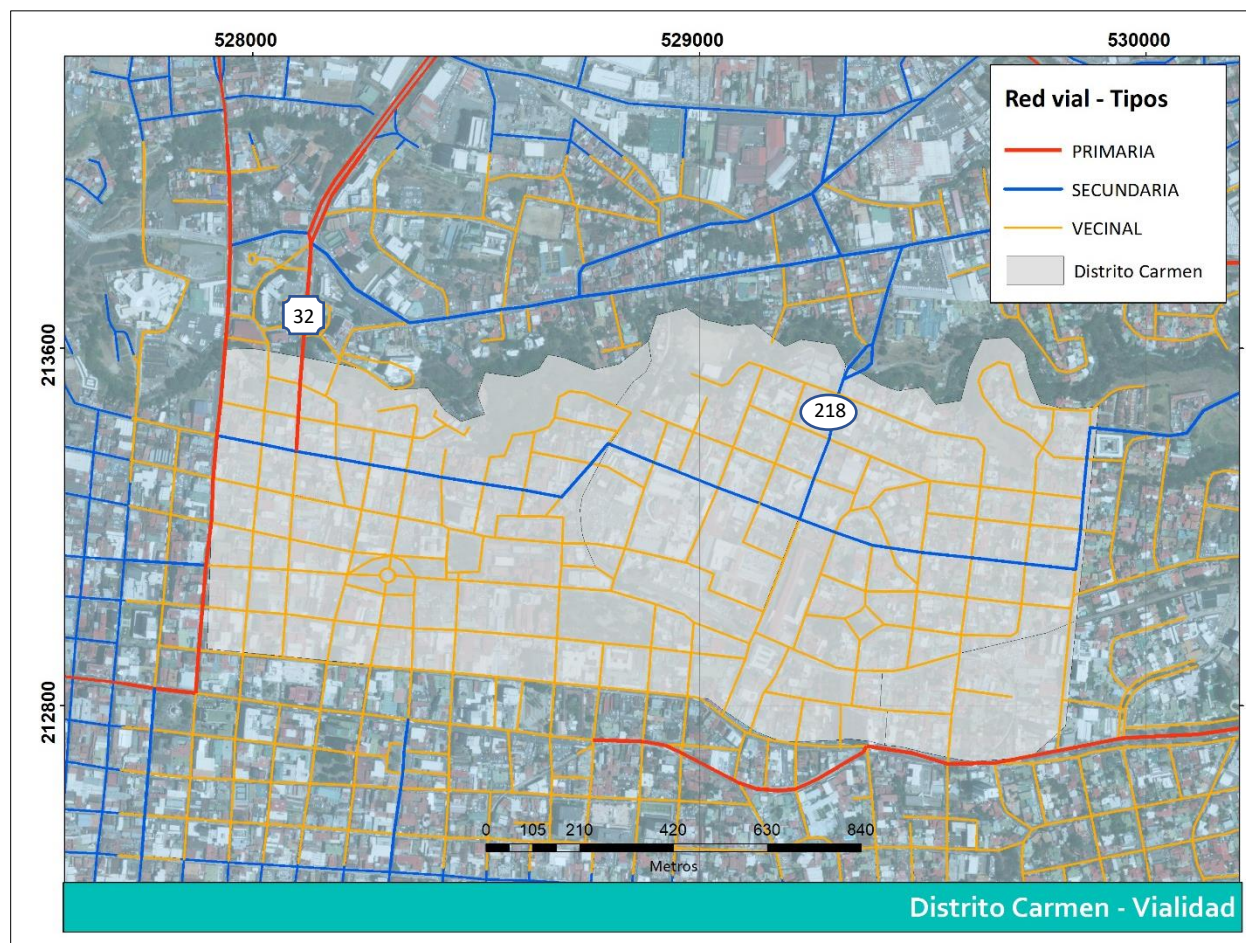 528000
529000
530000
Red vial - Tipos
PRIMARIA
SECUNDARIA
VECINAL
Distrito Carmen
32
213600
218
212800
0 105 210 420 630 840
Metros
Distrito Carmen - Vialidad